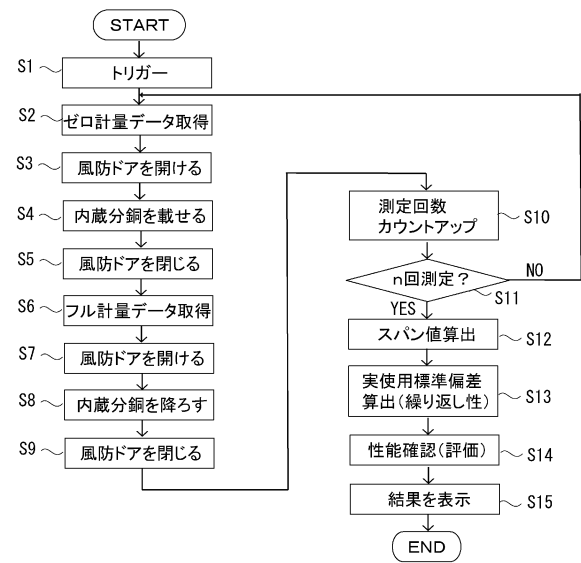 START
S1
トリガー
S2
ゼロ計量データ取得
S3
風防ドアを開ける
S4
内蔵分銅を載せる
S5
風防ドアを閉じる
S6
フル計量データ取得
S7
風防ドアを開ける
S8
内蔵分銅を降ろす
S9
風防ドアを閉じる
測定回数
カウントアップ
S10
n回測定？
NO
S11
YES
スパン値算出
S12
実使用標準偏差
算出（繰り返し性）
S13
性能確認（評価）
S14
結果を表示
S15
END